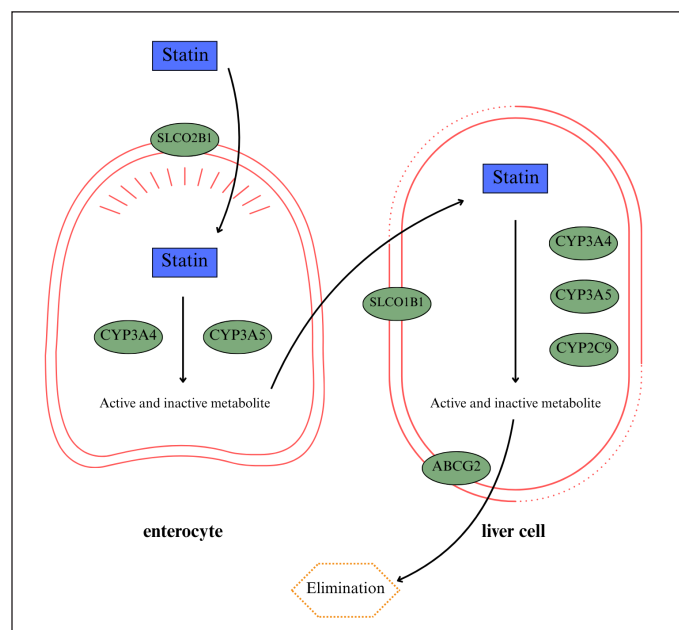 Statin
SLCO2B1
Statin
Statin
CYP3A4
CYP3A5
SLCO1B1
CYP3A4
CYP3A5
CYP2C9
Active and inactive metabolite
Active and inactive metabolite
ABCG2
enterocyte
liver cell
Elimination